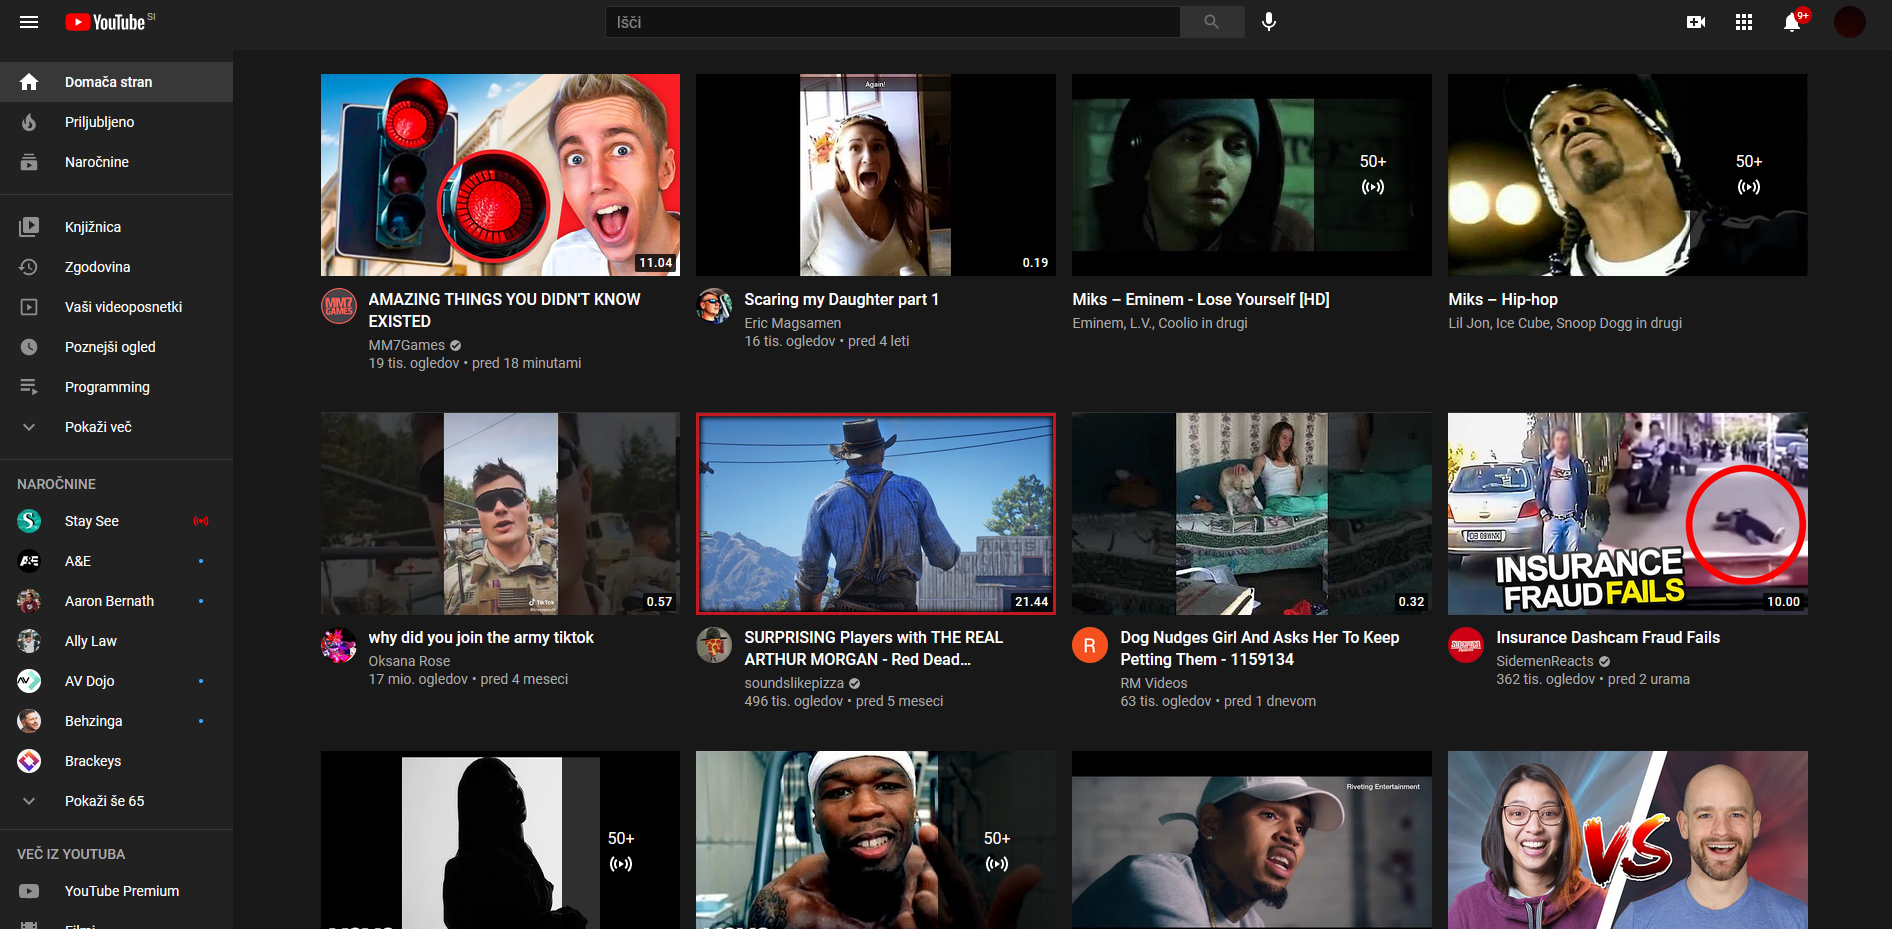 YouTube SI
Išči
9+
Domača stran
Priljubljeno
Naročnine
Knjižnica
Zgodovina
Vaši videoposnetki
Poznejši ogled
Programming
Pokaži več
NAROČNINE
Stay See
A&E
Aaron Bernath
Ally Law
AV Dojo
Behzinga
Brackeys
Pokaži še 65
VEČ IZ YOUTUBA
YouTube Premium
Filmi
11.04
MM7
GAMES
AMAZING THINGS YOU DIDN'T KNOW
EXISTED
MM7Games
19 tis. ogledov • pred 18 minutami
Again!
0.19
Scaring my Daughter part 1
Eric Magsamen
16 tis. ogledov • pred 4 leti
50+
Miks – Eminem - Lose Yourself [HD]
Eminem, L.V., Coolio in drugi
50+
Miks – Hip-hop
Lil Jon, Ice Cube, Snoop Dogg in drugi
TikTok
0.57
why did you join the army tiktok
Oksana Rose
17 mio. ogledov • pred 4 meseci
21.44
SURPRISING Players with THE REAL
ARTHUR MORGAN - Red Dead…
soundslikepizza
496 tis. ogledov • pred 5 meseci
0.32
R
Dog Nudges Girl And Asks Her To Keep
Petting Them - 1159134
RM Videos
63 tis. ogledov • pred 1 dnevom
INSURANCE
FRAUD FAILS
10.00
Insurance Dashcam Fraud Fails
SidemenReacts
362 tis. ogledov • pred 2 urama
50+
50+
Riveting Entertainment
VS